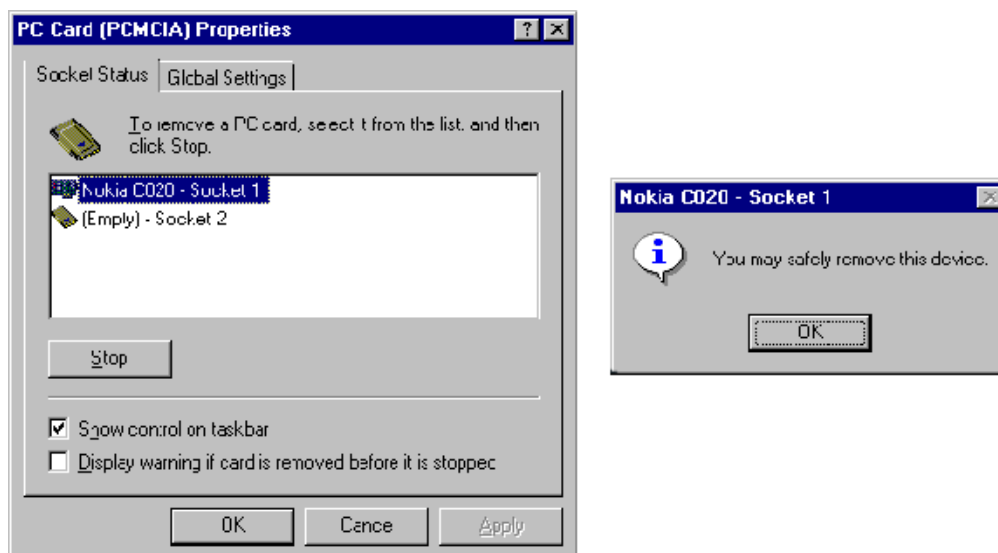 PC Card (PCMCIA) Properties
Socket Status
Global Settings
To remove a PC card, select it from the list, and then
click Stop.
Nokia C020 - Socket 1
(Empty) - Socket 2
Stop
Show control on taskbar
Display warning if card is removed before it is stopped
OK
Cancel
Apply
Nokia C020 - Socket 1
You may safely remove this device.
OK